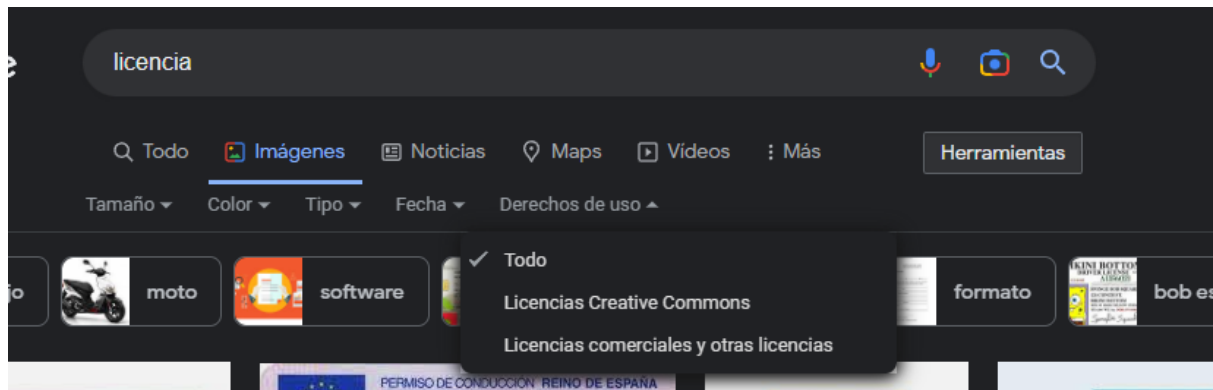 e
licencia
Todo Imágenes Noticias Maps Vídeos Más
Herramientas
Tamaño Color Tipo Fecha Derechos de uso
Todo
Licencias Creative Commons
Licencias comerciales y otras licencias
jo
moto
software
formato
bob es
PERMISO DE CONDUCCIÓN REINO DE ESPAÑA